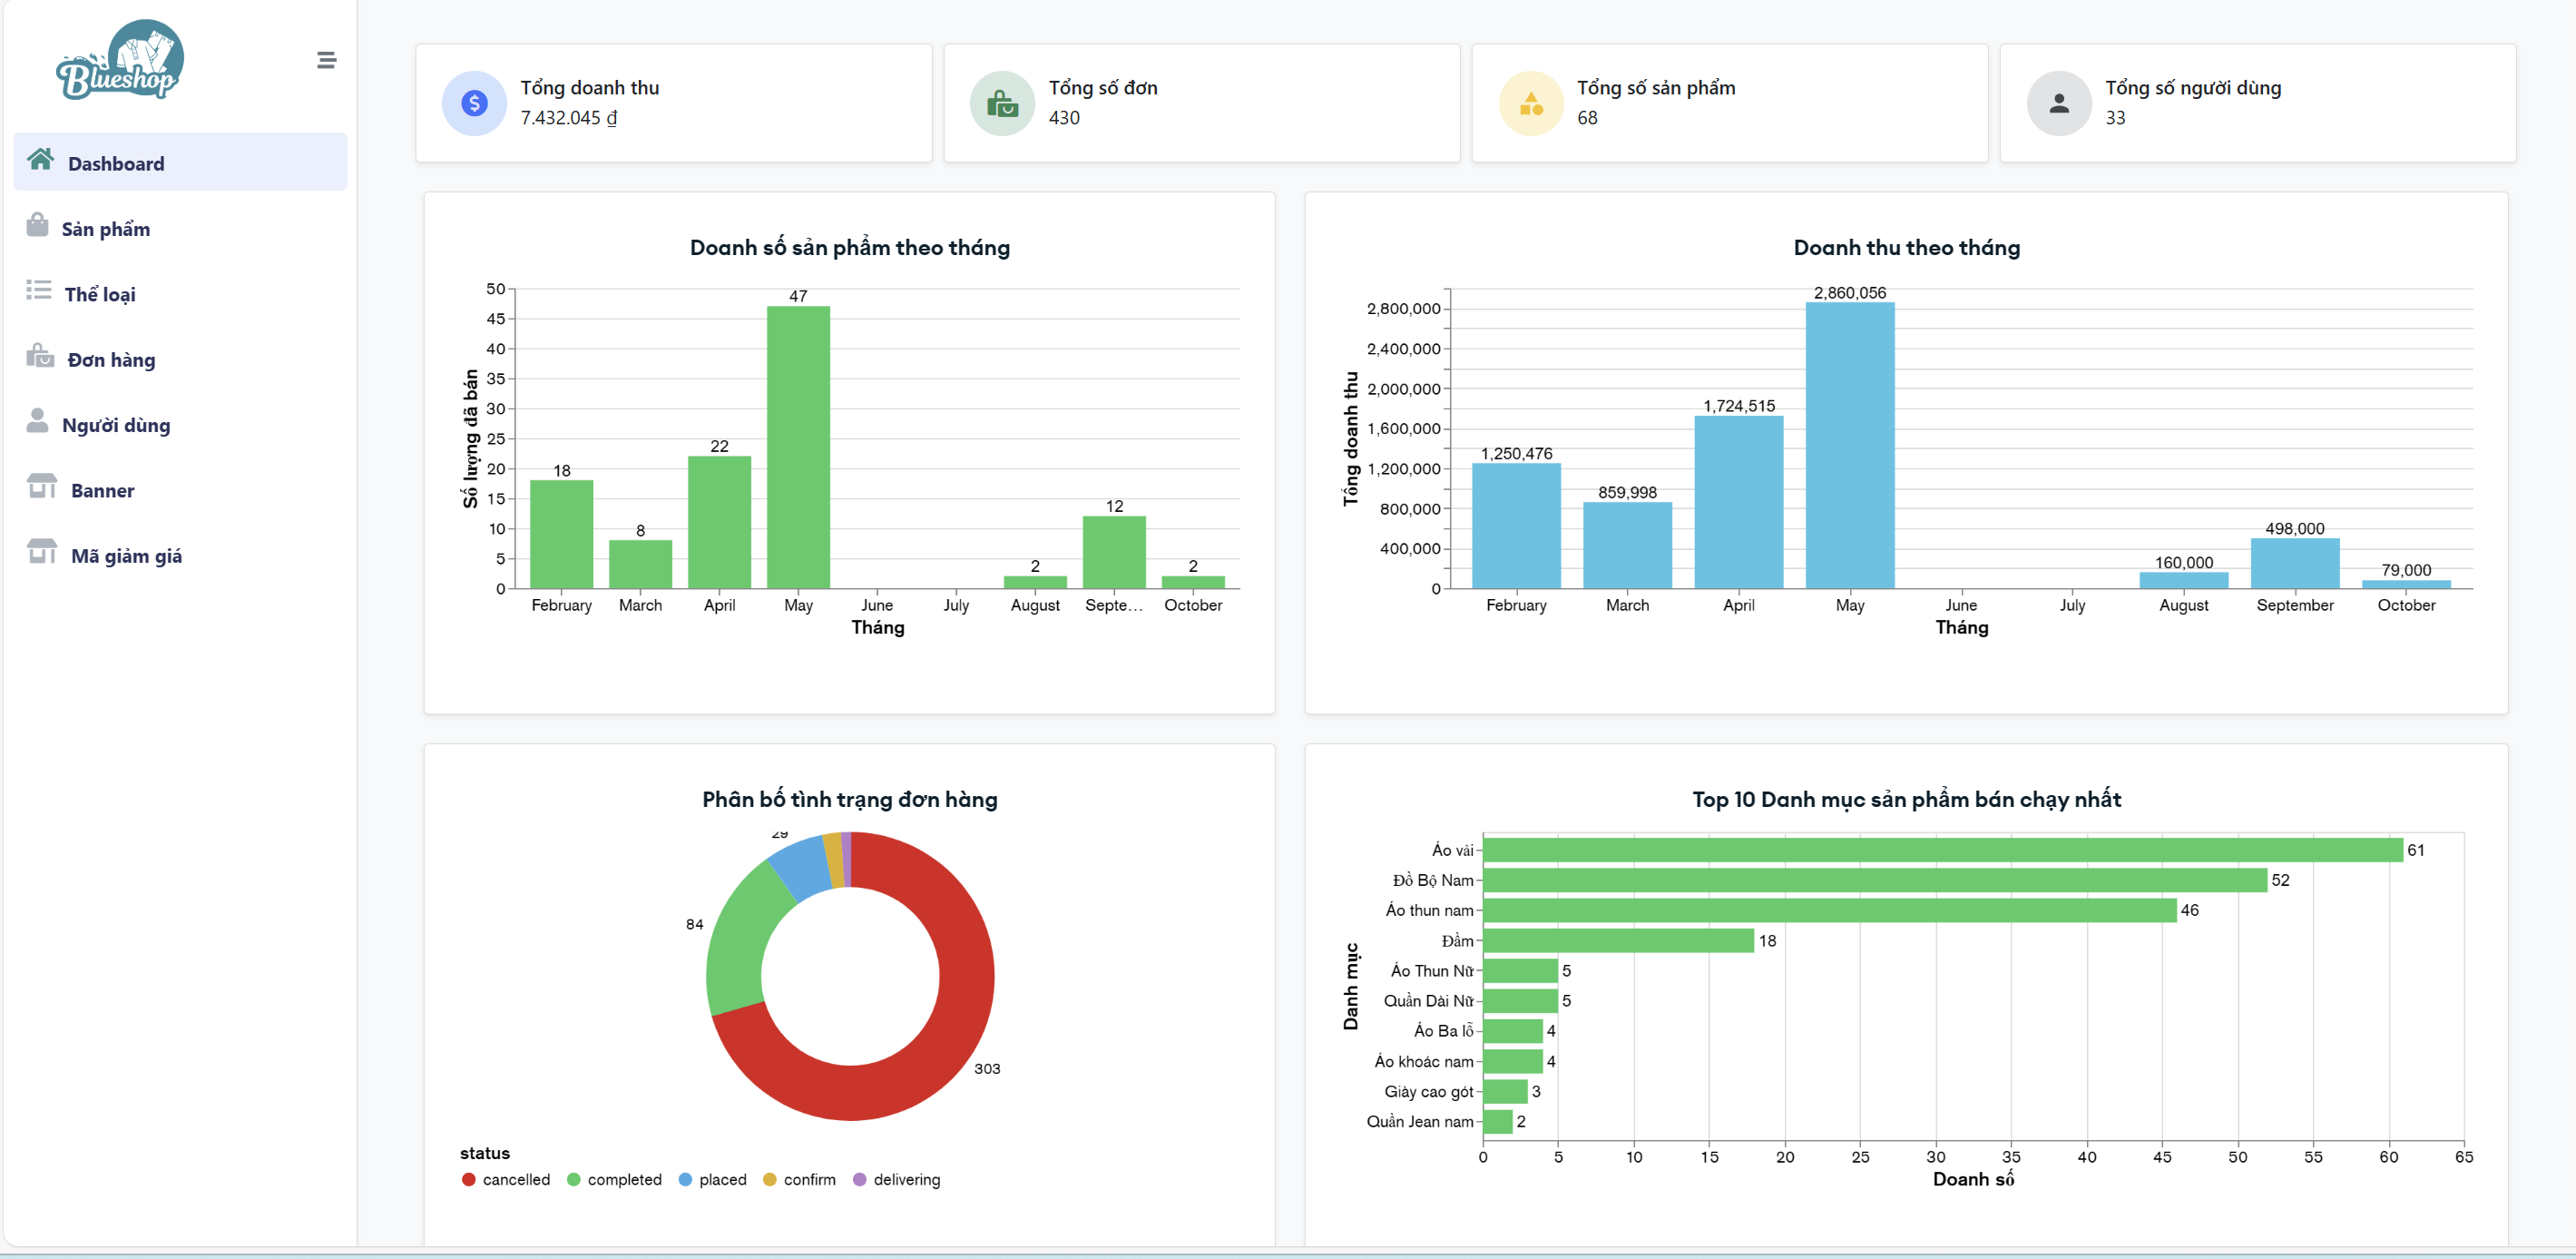 Blueshop
Dashboard
Sản phẩm
Thể loại
Đơn hàng
Người dùng
Banner
Mã giảm giá
Tổng doanh thu
7.432.045 ₫
Tổng số đơn
430
Tổng số sản phẩm
68
Tổng số người dùng
33
Doanh số sản phẩm theo tháng
Số lượng đã bán
50
45
40
35
30
25
20
15
10
5
0
18
8
22
47
2
12
2
February March April May June July August Septe... October
Tháng
Doanh thu theo tháng
Tổng doanh thu
2,800,000
2,400,000
2,000,000
1,600,000
1,200,000
800,000
400,000
0
1,250,476
859,998
1,724,515
2,860,056
160,000
498,000
79,000
February March April May June July August September October
Tháng
Phân bố tình trạng đơn hàng
29
84
303
status
cancelled completed placed confirm delivering
Top 10 Danh mục sản phẩm bán chạy nhất
Danh mục
Áo vải 61
Đồ Bộ Nam 52
Áo thun nam 46
Đầm 18
Áo Thun Nữ 5
Quần Dài Nữ 5
Áo Ba lỗ 4
Áo khoác nam 4
Giày cao gót 3
Quần Jean nam 2
0 5 10 15 20 25 30 35 40 45 50 55 60 65
Doanh số